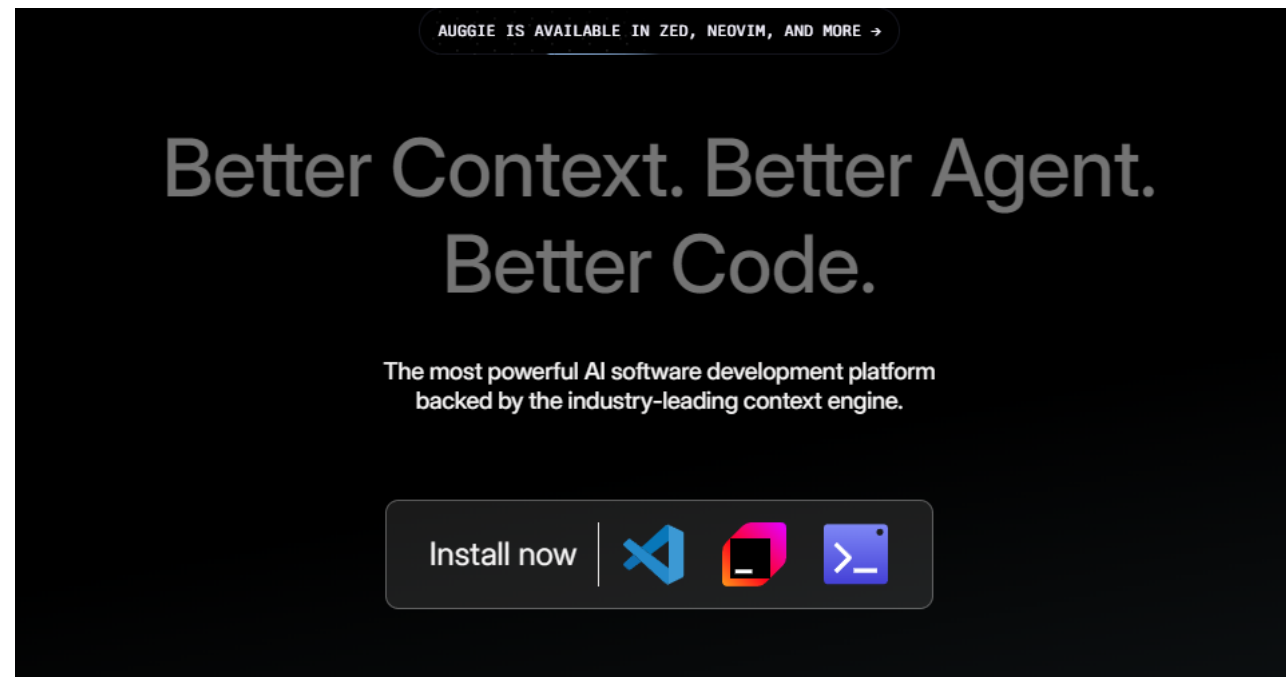 AUGGIE IS AVAILABLE IN ZED, NEOVIM, AND MORE →
Better Context. Better Agent.
Better Code.
The most powerful AI software development platform
backed by the industry-leading context engine.
Install now